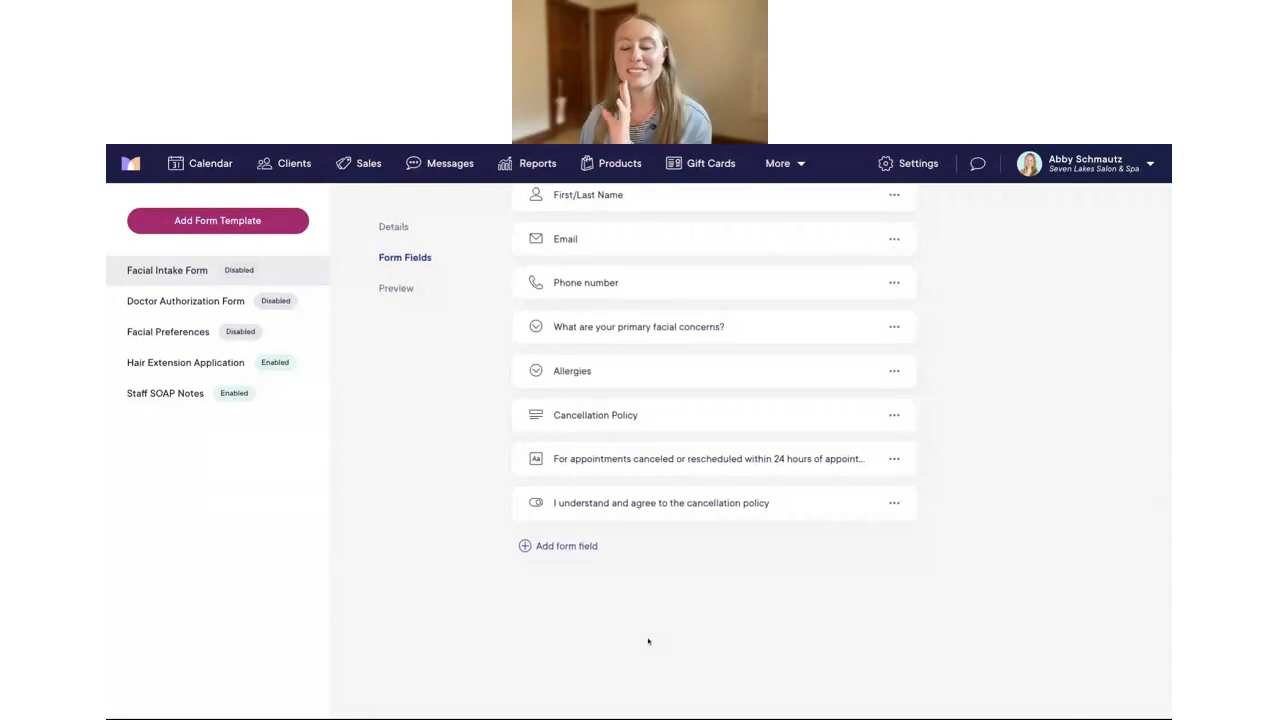 Calendar
Clients
Sales
Messages
Reports
Products
Gift Cards
More
Settings
Abby Schmautz
Seven Lakes Salon & Spa
Add Form Template
Facial Intake Form Disabled
Doctor Authorization Form Disabled
Facial Preferences Disabled
Hair Extension Application Enabled
Staff SOAP Notes Enabled
Details
Form Fields
Preview
First/Last Name
Email
Phone number
What are your primary facial concerns?
Allergies
Cancellation Policy
Aa For appointments canceled or rescheduled within 24 hours of appoint...
I understand and agree to the cancellation policy
Add form field